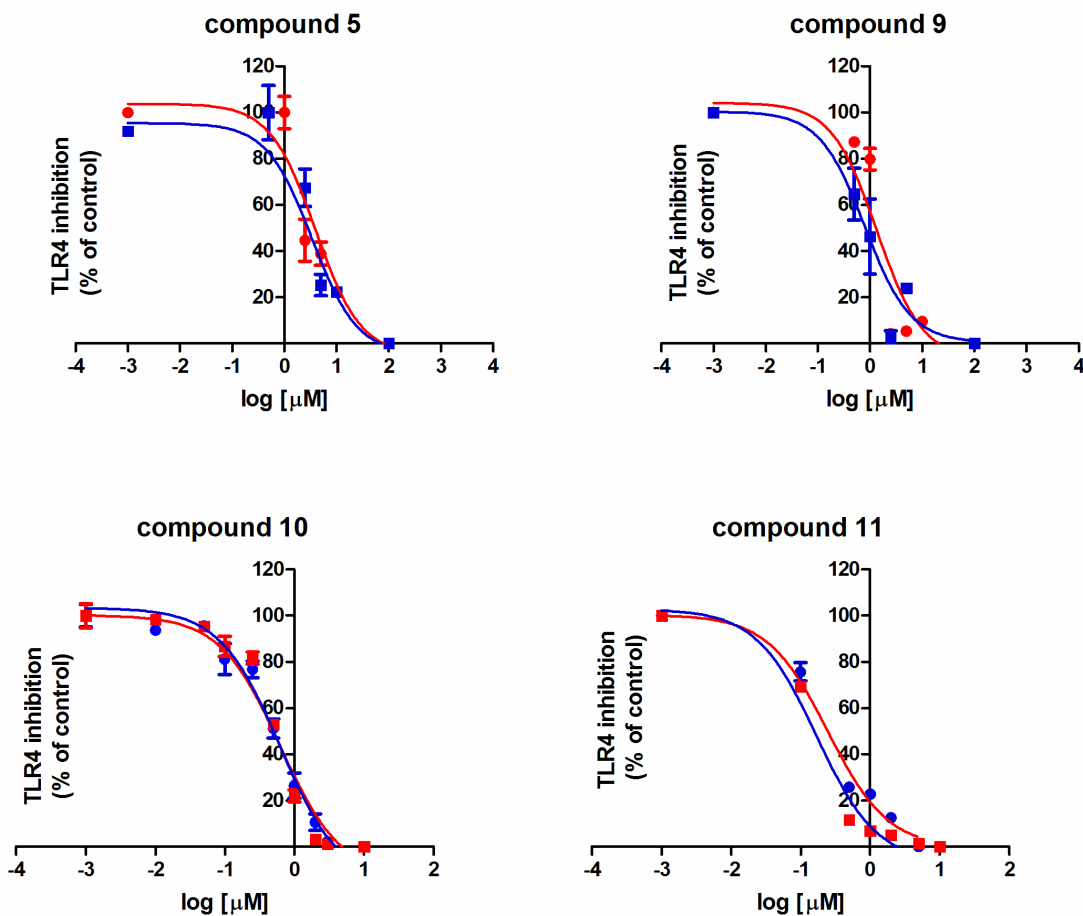 compound 5
120
100
80
60
40
20
-4 -3 -2 -1 0 1 2 3 4
TLR4 inhibition
(% of control)
log [μM]
compound 9
120
100
80
60
40
20
-4 -3 -2 -1 0 1 2 3 4
TLR4 inhibition
(% of control)
log [μM]
compound 10
120
100
80
60
40
20
-4 -3 -2 -1 0 1 2
TLR4 inhibition
(% of control)
log [μM]
compound 11
120
100
80
60
40
20
-4 -3 -2 -1 0 1 2
TLR4 inhibition
(% of control)
log [μM]